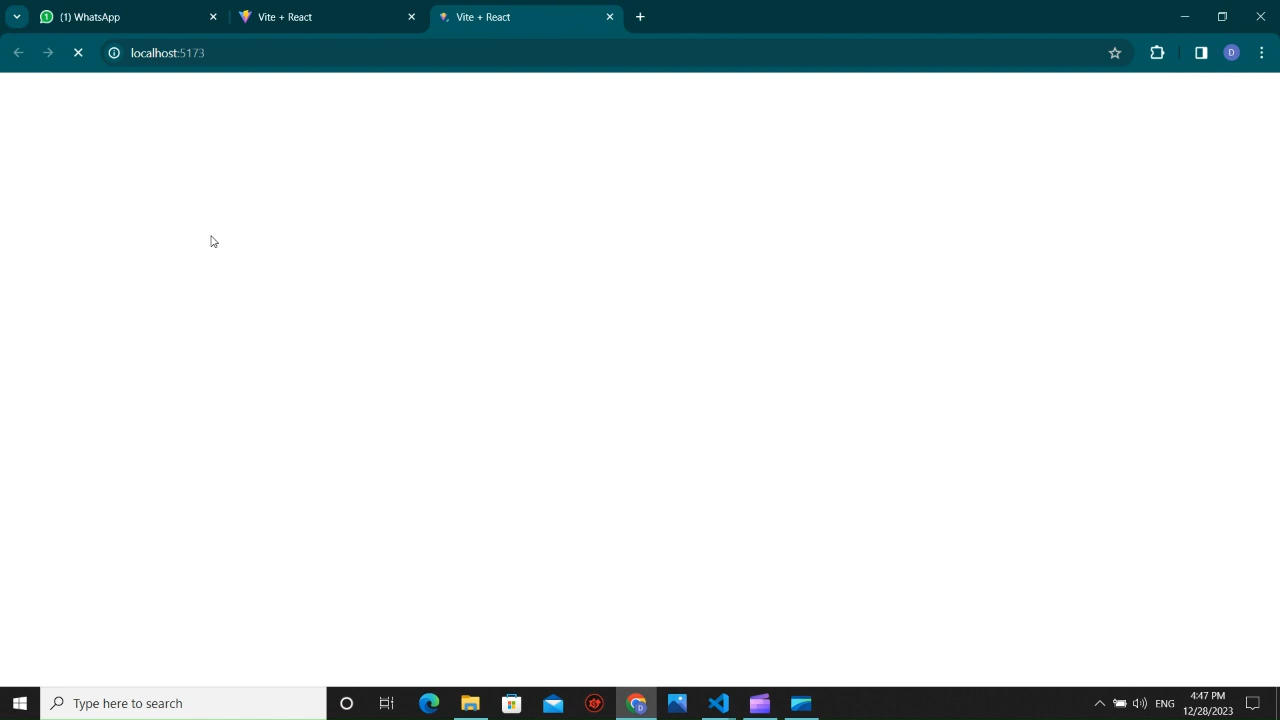 (1) WhatsApp
Vite + React
Vite + React
localhost:5173
D
Type here to search
ENG
4:47 PM
12/28/2023